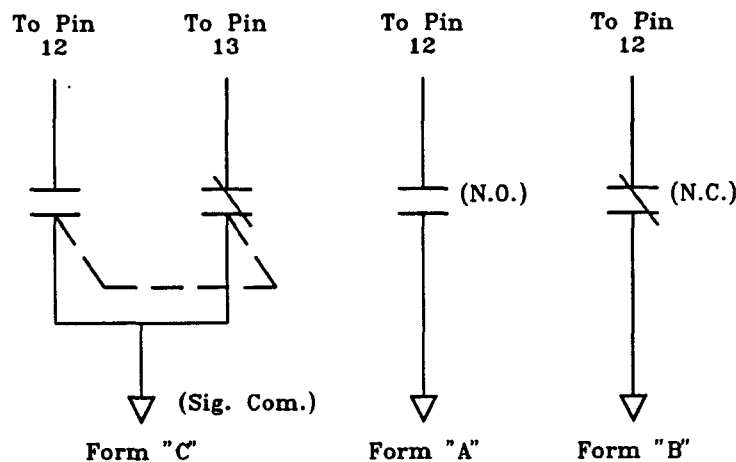 To Pin 12
To Pin 13
To Pin 12
To Pin 12
(N.O.)
(N.C.)
(Sig. Com.)
Form "C"
Form "A"
Form "B"